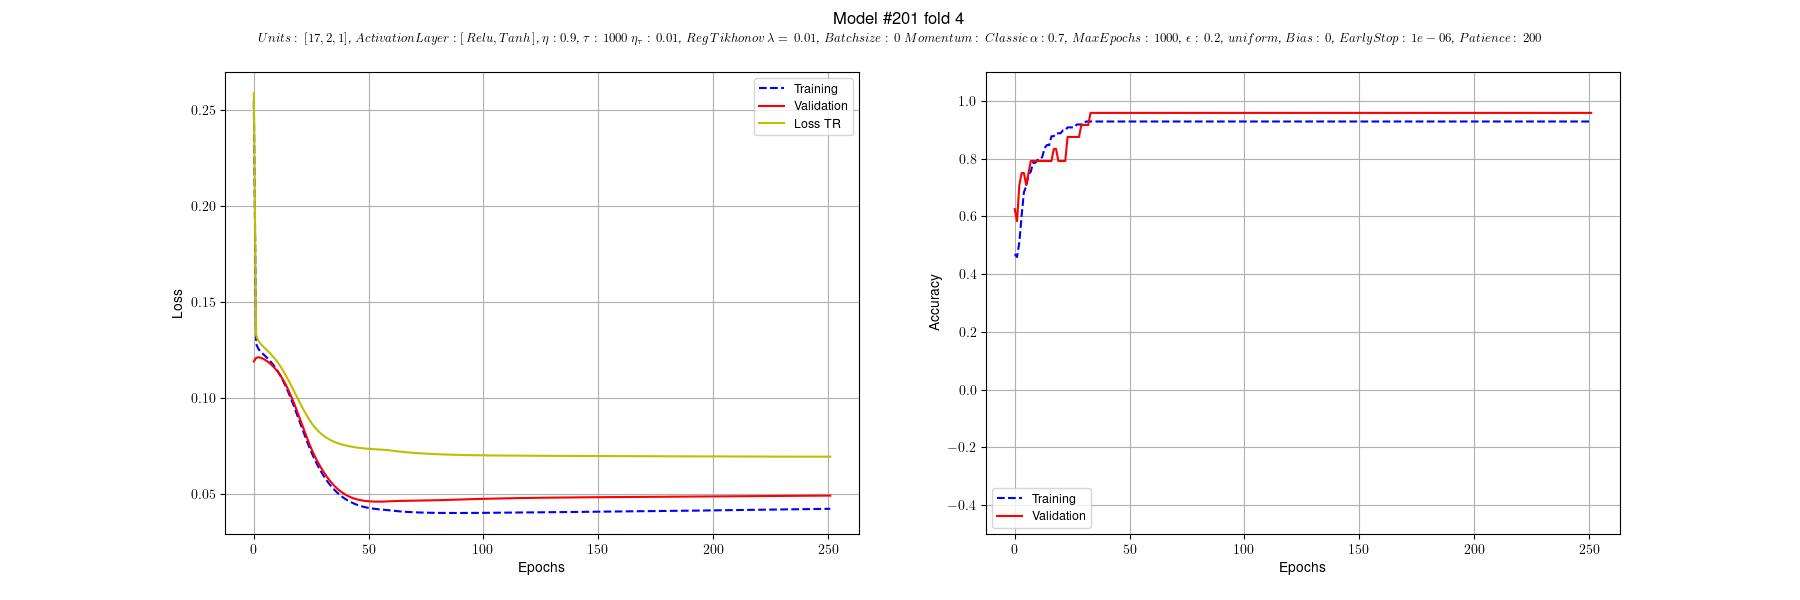 Model #201 fold 4
Units : [17, 2, 1], ActivationLayer : [ Relu, Tanh ], η : 0.9, τ : 1000 ητ : 0.01, RegTikhonov λ = 0.01, Batchsize : 0 Momentum : Classic α : 0.7, MaxEpochs : 1000, ϵ : 0.2, uniform, Bias : 0, EarlyStop : 1e − 06, Patience : 200
Loss
0.25
0.20
0.15
0.10
0.05
0 50 100 150 200 250
Epochs
Training
Validation
Loss TR
Accuracy
1.0
0.8
0.6
0.4
0.2
0.0
−0.2
−0.4
0 50 100 150 200 250
Epochs
Training
Validation